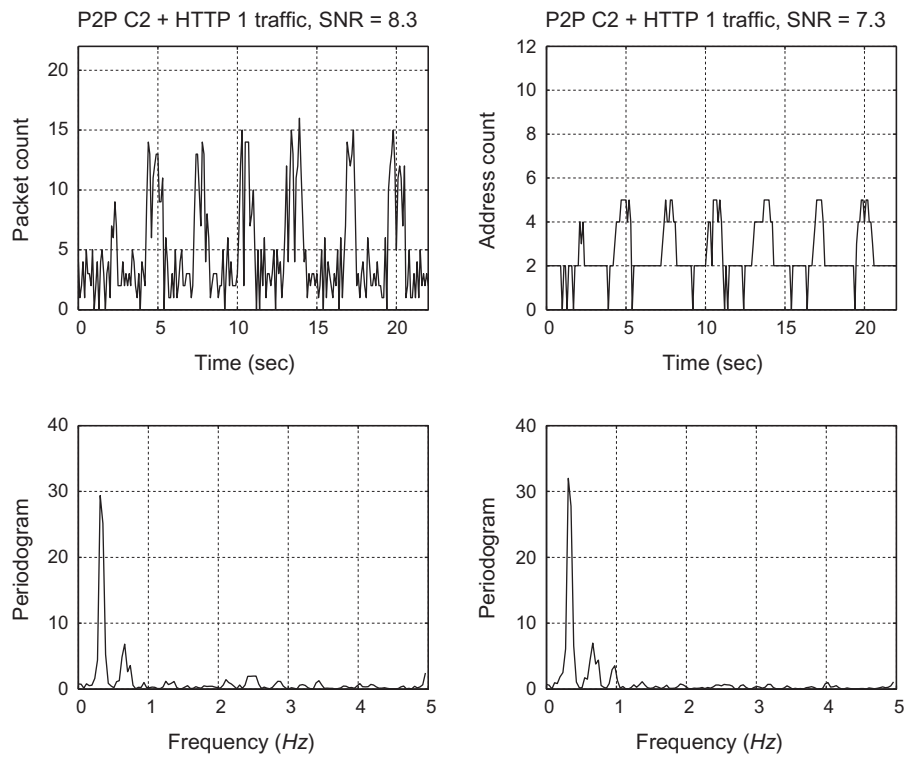 P2P C2 + HTTP 1 traffic, SNR = 8.3
20
15
10
5
0
Packet count
0 5 10 15 20
Time (sec)
P2P C2 + HTTP 1 traffic, SNR = 7.3
12
10
8
6
4
2
0
Address count
0 5 10 15 20
Time (sec)
40
30
20
10
0
Periodogram
0 1 2 3 4 5
Frequency (Hz)
40
30
20
10
0
Periodogram
0 1 2 3 4 5
Frequency (Hz)